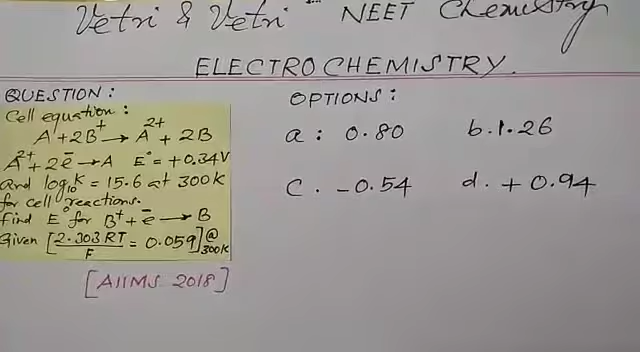 Vetri & Vetri NEET Chemistry
ELECTROCHEMISTRY.
QUESTION:
Cell equation:
A + 2B⁺ → A²⁺ + 2B
A²⁺ + 2ē → A E° = +0.34V
And log₁₀K = 15.6 at 300K
for cell reactions.
Find E° for B⁺ + ē → B
Given [2.303RT/F = 0.059]@300K
[AIIMS 2018]
OPTIONS:
a : 0.80 b. 1.26
C . -0.54 d. +0.94